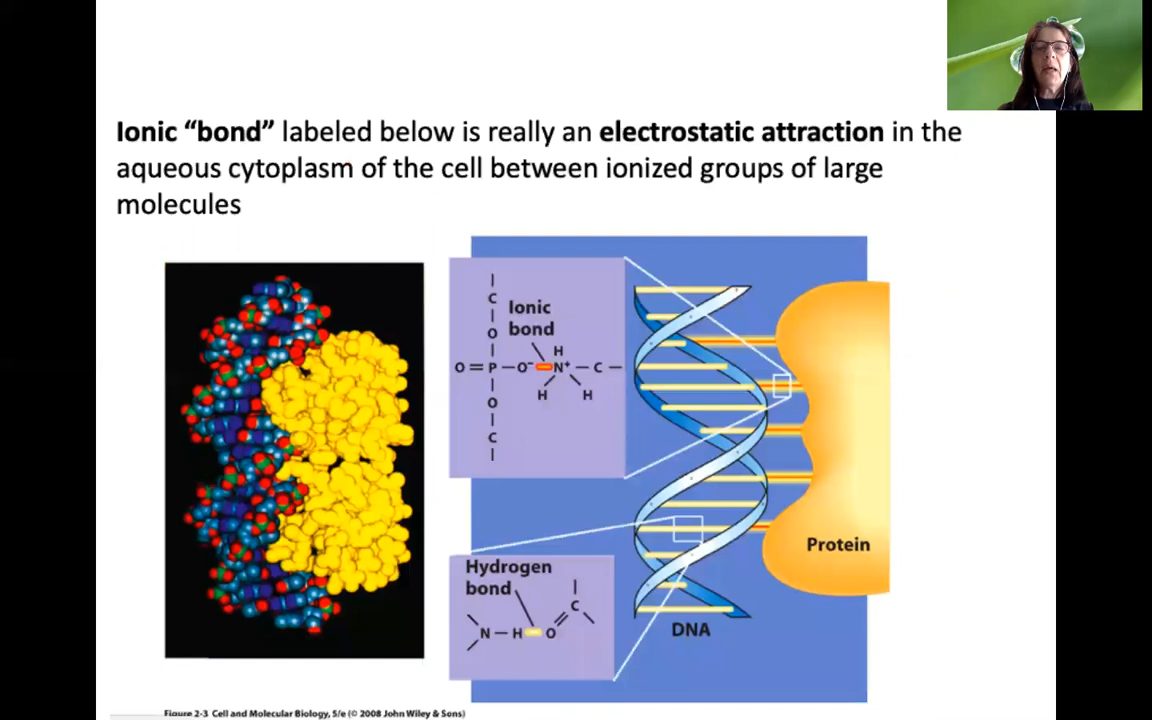 Ionic “bond” labeled below is really an electrostatic attraction in the
aqueous cytoplasm of the cell between ionized groups of large
molecules
Ionic
bond
C
O
H
O=P—O⁻ N⁺—C—
H H
O
C
Hydrogen
bond
C
N—H O
Protein
DNA
Figure 2-3 Cell and Molecular Biology, 5/e (© 2008 John Wiley & Sons)